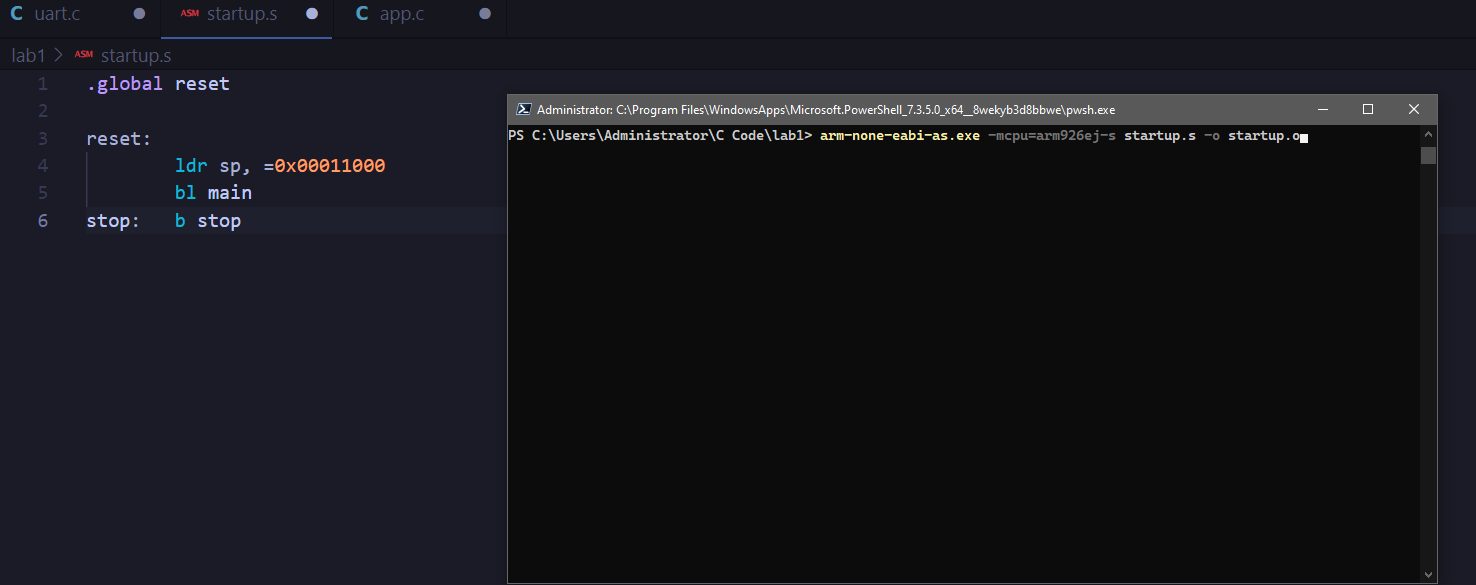 C uart.c ASM startup.s C app.c
lab1 > ASM startup.s
1 .global reset
2
3 reset:
4 ldr sp, =0x00011000
5 bl main
6 stop: b stop
Administrator: C:\Program Files\WindowsApps\Microsoft.PowerShell_7.3.5.0_x64__8wekyb3d8bbwe\pwsh.exe
PS C:\Users\Administrator\C Code\lab1> arm-none-eabi-as.exe -mcpu=arm926ej-s startup.s -o startup.o